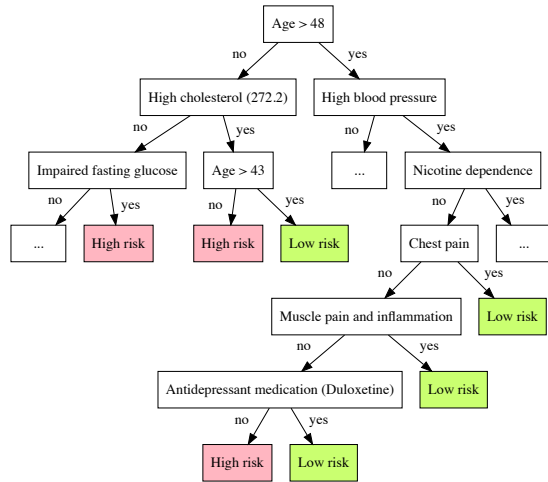 Age > 48
no
yes
High cholesterol (272.2)
High blood pressure
no
yes
no
yes
Impaired fasting glucose
Age > 43
...
Nicotine dependence
no
yes
no
yes
no
yes
...
High risk
High risk
Low risk
Chest pain
...
no
yes
Muscle pain and inflammation
Low risk
no
yes
Antidepressant medication (Duloxetine)
Low risk
no
yes
High risk
Low risk